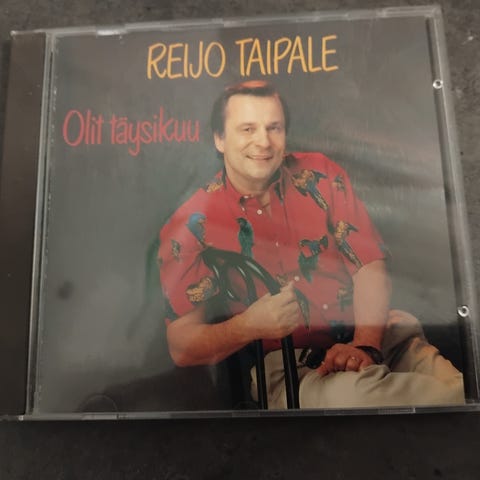 REIJO TAIPALE
Olit täysikuu